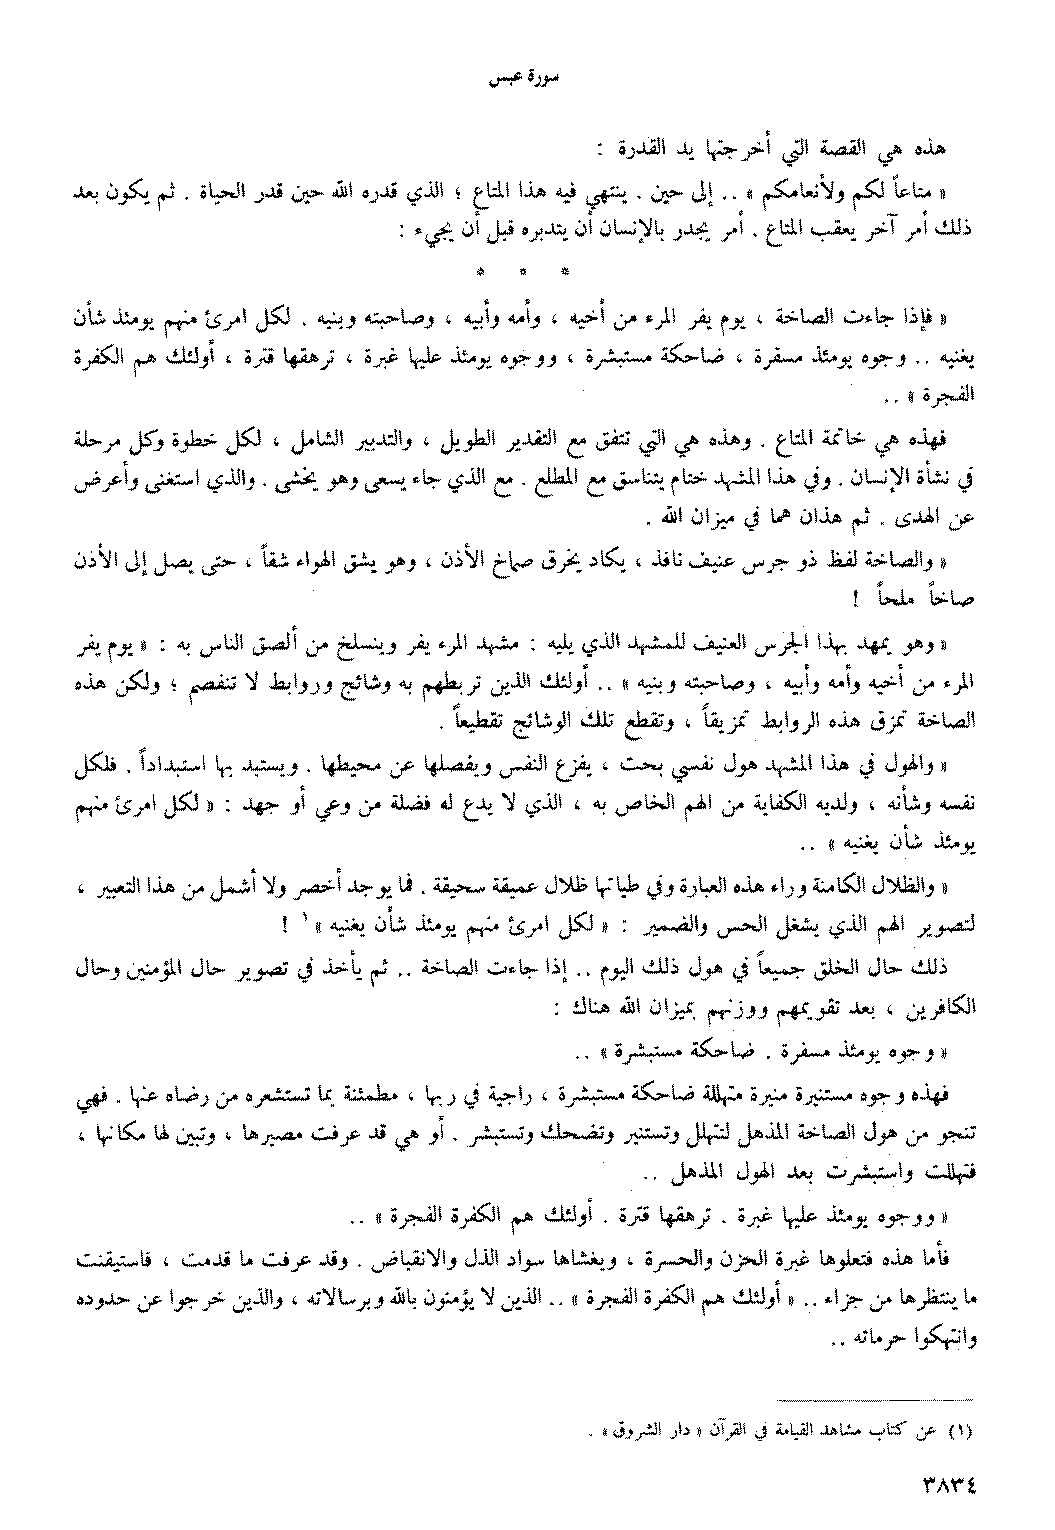 سورة عبس
هذه هي القصة التي أخرجتها يد القدرة :
« متاعاً لكم ولأنعامكم » .. إلى حين . ينتهي فيه هذا المتاع ؛ الذي قدره الله حين قدر الحياة . ثم يكون بعد
ذلك أمر آخر يعقب المتاع . أمر يجدر بالإنسان أن يتدبره قبل أن يجيء :
* * *
« فإذا جاءت الصاخة ، يوم يفر المرء من أخيه ، وأمه وأبيه ، وصاحبته وبنيه . لكل امرئ منهم يومئذ شأن
يغنيه .. وجوه يومئذ مسفرة ، ضاحكة مستبشرة ، ووجوه يومئذ عليها غبرة ، ترهقها قترة ، أولئك هم الكفرة
الفجرة » ..
فهذه هي خاتمة المتاع . وهذه هي التي تتفق مع التقدير الطويل ، والتدبير الشامل ، لكل خطوة وكل مرحلة
في نشأة الإنسان . وفي هذا المشهد ختام يتناسق مع المطلع . مع الذي جاء يسعى وهو يخشى . والذي استغنى وأعرض
عن الهدى . ثم هذان هما في ميزان الله .
« والصاخة لفظ ذو جرس عنيف نافذ ، يكاد يخرق صماخ الأذن ، وهو يشق الهواء شقاً ، حتى يصل إلى الأذن
صاخاً ملحاً !
« وهو يمهد بهذا الجرس العنيف للمشهد الذي يليه : مشهد المرء يفر وينسلخ من ألصق الناس به : « يوم يفر
المرء من أخيه وأمه وأبيه ، وصاحبته وبنيه » .. أولئك الذين تربطهم به وشائج وروابط لا تنفصم ؛ ولكن هذه
الصاخة تمزق هذه الروابط تمزيقاً ، وتقطع تلك الوشائج تقطيعاً .
« والهول في هذا المشهد هول نفسي بحت ، يفزع النفس ويفصلها عن محيطها . ويستبد بها استبداداً . فلكل
نفسه وشأنه ، ولديه الكفاية من الهم الخاص به ، الذي لا يدع له فضلة من وعي أو جهد : « لكل امرئ منهم
يومئذ شأن يغنيه » ..
« والظلال الكامنة وراء هذه العبارة وفي طياتها ظلال عميقة سحيقة . فما يوجد أخصر ولا أشمل من هذا التعبير ،
لتصوير الهم الذي يشغل الحس والضمير : « لكل امرئ منهم يومئذ شأن يغنيه » ١ !
ذلك حال الخلق جميعاً في هول ذلك اليوم .. إذا جاءت الصاخة .. ثم يأخذ في تصوير حال المؤمنين وحال
الكافرين ، بعد تقويمهم ووزنهم بميزان الله هناك :
« وجوه يومئذ مسفرة . ضاحكة مستبشرة » ..
فهذه وجوه مستنيرة منيرة متهللة ضاحكة مستبشرة ، راجية في ربها ، مطمئنة بما تستشعره من رضاه عنها . فهي
تنجو من هول الصاخة المذهل لتتهلل وتستنير وتضحك وتستبشر . أو هي قد عرفت مصيرها ، وتبين لها مكانها ،
فتهللت واستبشرت بعد الهول المذهل ..
« ووجوه يومئذ عليها غبرة . ترهقها قترة . أولئك هم الكفرة الفجرة » ..
فأما هذه فتعلوها غبرة الحزن والحسرة ، ويغشاها سواد الذل والانقباض . وقد عرفت ما قدمت ، فاستيقنت
ما ينتظرها من جزاء .. « أولئك هم الكفرة الفجرة » .. الذين لا يؤمنون بالله وبرسالاته ، والذين خرجوا عن حدوده
وانتهكوا حرماته ..
(١) عن كتاب مشاهد القيامة في القرآن « دار الشروق » .
٣٨٣٤